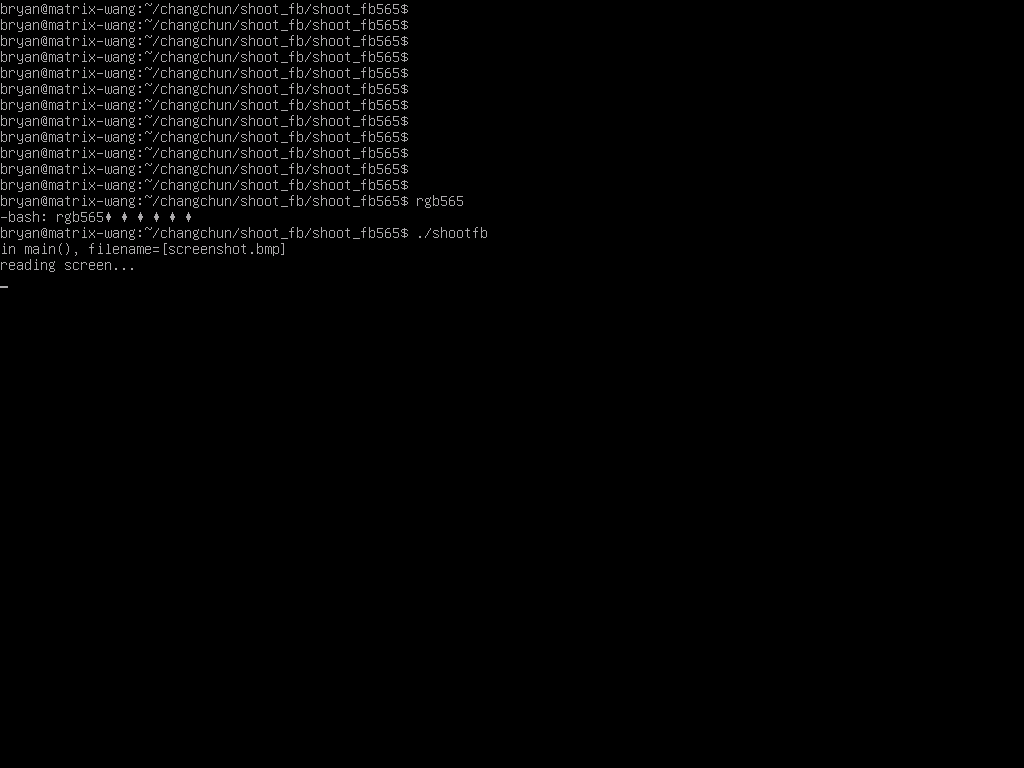 bryan@matrix-wang:~/changchun/shoot_fb/shoot_fb565$
bryan@matrix-wang:~/changchun/shoot_fb/shoot_fb565$
bryan@matrix-wang:~/changchun/shoot_fb/shoot_fb565$
bryan@matrix-wang:~/changchun/shoot_fb/shoot_fb565$
bryan@matrix-wang:~/changchun/shoot_fb/shoot_fb565$
bryan@matrix-wang:~/changchun/shoot_fb/shoot_fb565$
bryan@matrix-wang:~/changchun/shoot_fb/shoot_fb565$
bryan@matrix-wang:~/changchun/shoot_fb/shoot_fb565$
bryan@matrix-wang:~/changchun/shoot_fb/shoot_fb565$
bryan@matrix-wang:~/changchun/shoot_fb/shoot_fb565$
bryan@matrix-wang:~/changchun/shoot_fb/shoot_fb565$
bryan@matrix-wang:~/changchun/shoot_fb/shoot_fb565$
bryan@matrix-wang:~/changchun/shoot_fb/shoot_fb565$ rgb565
-bash: rgb565♦ ♦ ♦ ♦ ♦ ♦
bryan@matrix-wang:~/changchun/shoot_fb/shoot_fb565$ ./shootfb
in main(), filename=[screenshot.bmp]
reading screen...